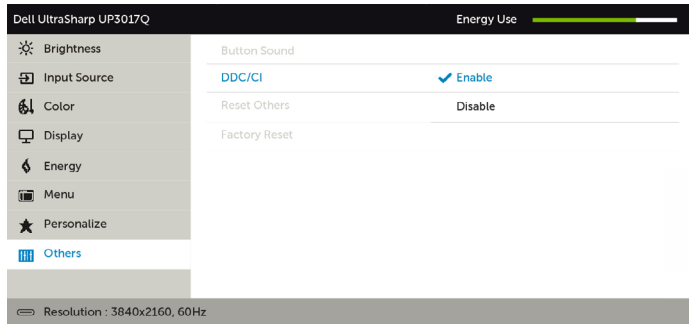 Dell UltraSharp UP3017Q
Energy Use
Brightness
Input Source
Color
Display
Energy
Menu
Personalize
Others
Button Sound
DDC/CI
Reset Others
Factory Reset
Enable
Disable
Resolution : 3840x2160, 60Hz